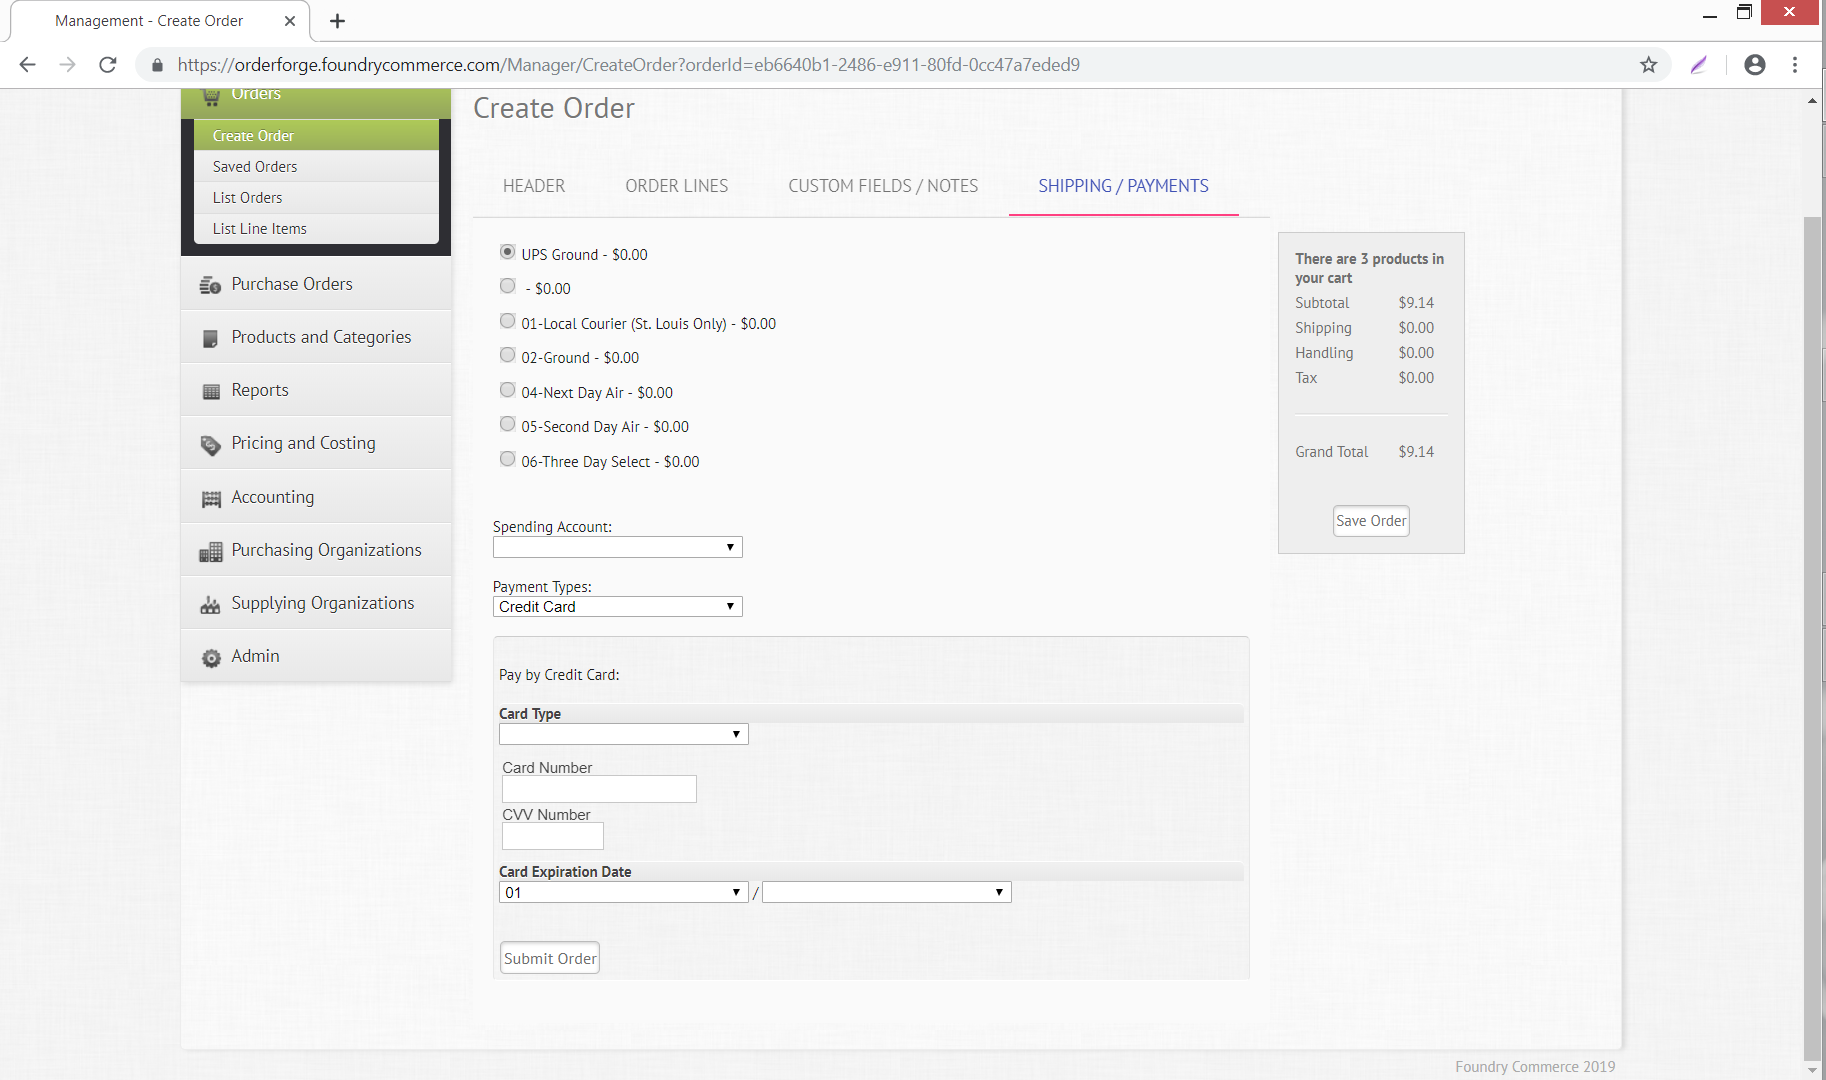 Management - Create Order
https://orderforge.foundrycommerce.com/Manager/CreateOrder?orderId=eb6640b1-2486-e911-80fd-0cc47a7eded9
Orders
Create Order
Saved Orders
List Orders
List Line Items
Purchase Orders
Products and Categories
Reports
Pricing and Costing
Accounting
Purchasing Organizations
Supplying Organizations
Admin
Create Order
HEADER
ORDER LINES
CUSTOM FIELDS / NOTES
SHIPPING / PAYMENTS
UPS Ground - $0.00
- $0.00
01-Local Courier (St. Louis Only) - $0.00
02-Ground - $0.00
04-Next Day Air - $0.00
05-Second Day Air - $0.00
06-Three Day Select - $0.00
Spending Account:
Payment Types:
Credit Card
Pay by Credit Card:
Card Type
Card Number
CVV Number
Card Expiration Date
01 /
Submit Order
There are 3 products in
your cart
Subtotal $9.14
Shipping $0.00
Handling $0.00
Tax $0.00
Grand Total $9.14
Save Order
Foundry Commerce 2019